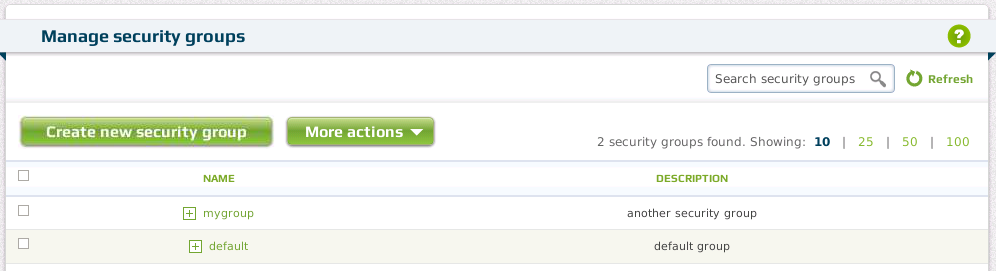 Manage security groups
?
Search security groups
Refresh
Create new security group
More actions
2 security groups found. Showing: 10 | 25 | 50 | 100
NAME DESCRIPTION
mygroup another security group
default default group